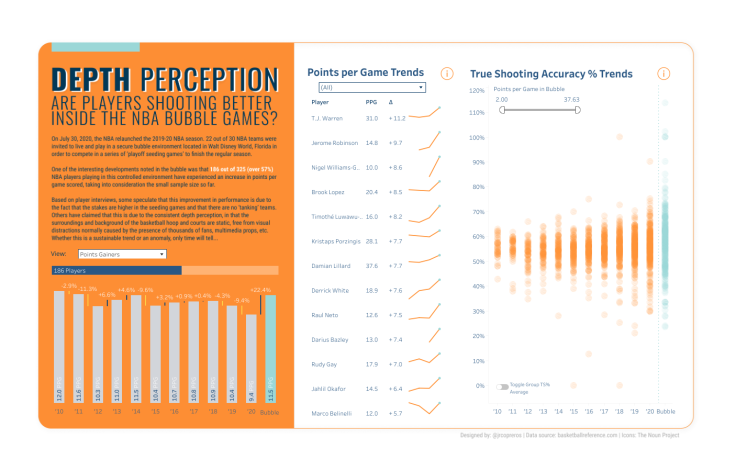 DEPTH PERCEPTION
ARE PLAYERS SHOOTING BETTER
INSIDE THE NBA BUBBLE GAMES?
On July 30, 2020, the NBA relaunched the 2019-20 NBA season: 22 out of 30 NBA teams were
invited to live and play in a secure bubble environment located in Walt Disney World, Florida in
order to compete in a series of 'playoff seeding games' to finish the regular season.
One of the interesting developments noted in the bubble was that 186 out of 325 (over 57%)
NBA players playing in this controlled environment have experienced an increase in points per
game scored, taking into consideration the small sample size so far.
Based on player interviews, some speculate that this improvement in performance is due to
the fact that the stakes are higher in the seeding games and that there are no 'tanking' teams.
Others have claimed that this is due to the consistent depth perception, in that the
surroundings and background of the basketball hoop and courts are static, free from visual
distortions normally caused by the presence of thousands of fans, multimedia props, etc.
Whether this is a sustainable trend or an anomaly, only time will tell...
View: Points Gainers
186 Players
-11.3% +6.6% +4.6% +3.2% +0.9% +0.4% -4.3% +22.4%
12.0 11.6 10.3 11.0 11.5 10.4 10.7 10.8 10.9 10.4 9.4 11.5
'10 '11 '12 '13 '14 '15 '16 '17 '18 '19 '20 Bubble
Points per Game Trends
i
(All)
Player PPG Δ
T.J. Warren 31.0 + 11.2
Jerome Robinson 14.8 + 9.7
Nigel Williams-G.. 10.0 + 8.6
Brook Lopez 20.4 + 8.5
Timothé Luwawu-.. 16.0 + 8.2
Kristaps Porzingis 28.1 + 7.7
Damian Lillard 37.6 + 7.7
Derrick White 18.9 + 7.6
Raul Neto 12.6 + 7.5
Darius Bazley 13.0 + 7.4
Rudy Gay 17.9 + 7.0
Jahlil Okafor 14.5 + 6.4
Marco Belinelli 12.0 + 5.7
True Shooting Accuracy % Trends
i
Points per Game in Bubble
2.00 37.63
120%
110%
100%
90%
80%
70%
60%
50%
40%
30%
20%
10%
0%
Toggle Group TS%
Average
'10 '11 '12 '13 '14 '15 '16 '17 '18 '19 '20 Bubble
Designed by: @jrcopreros | Data source: basketballreference.com | Icons: The Noun Project